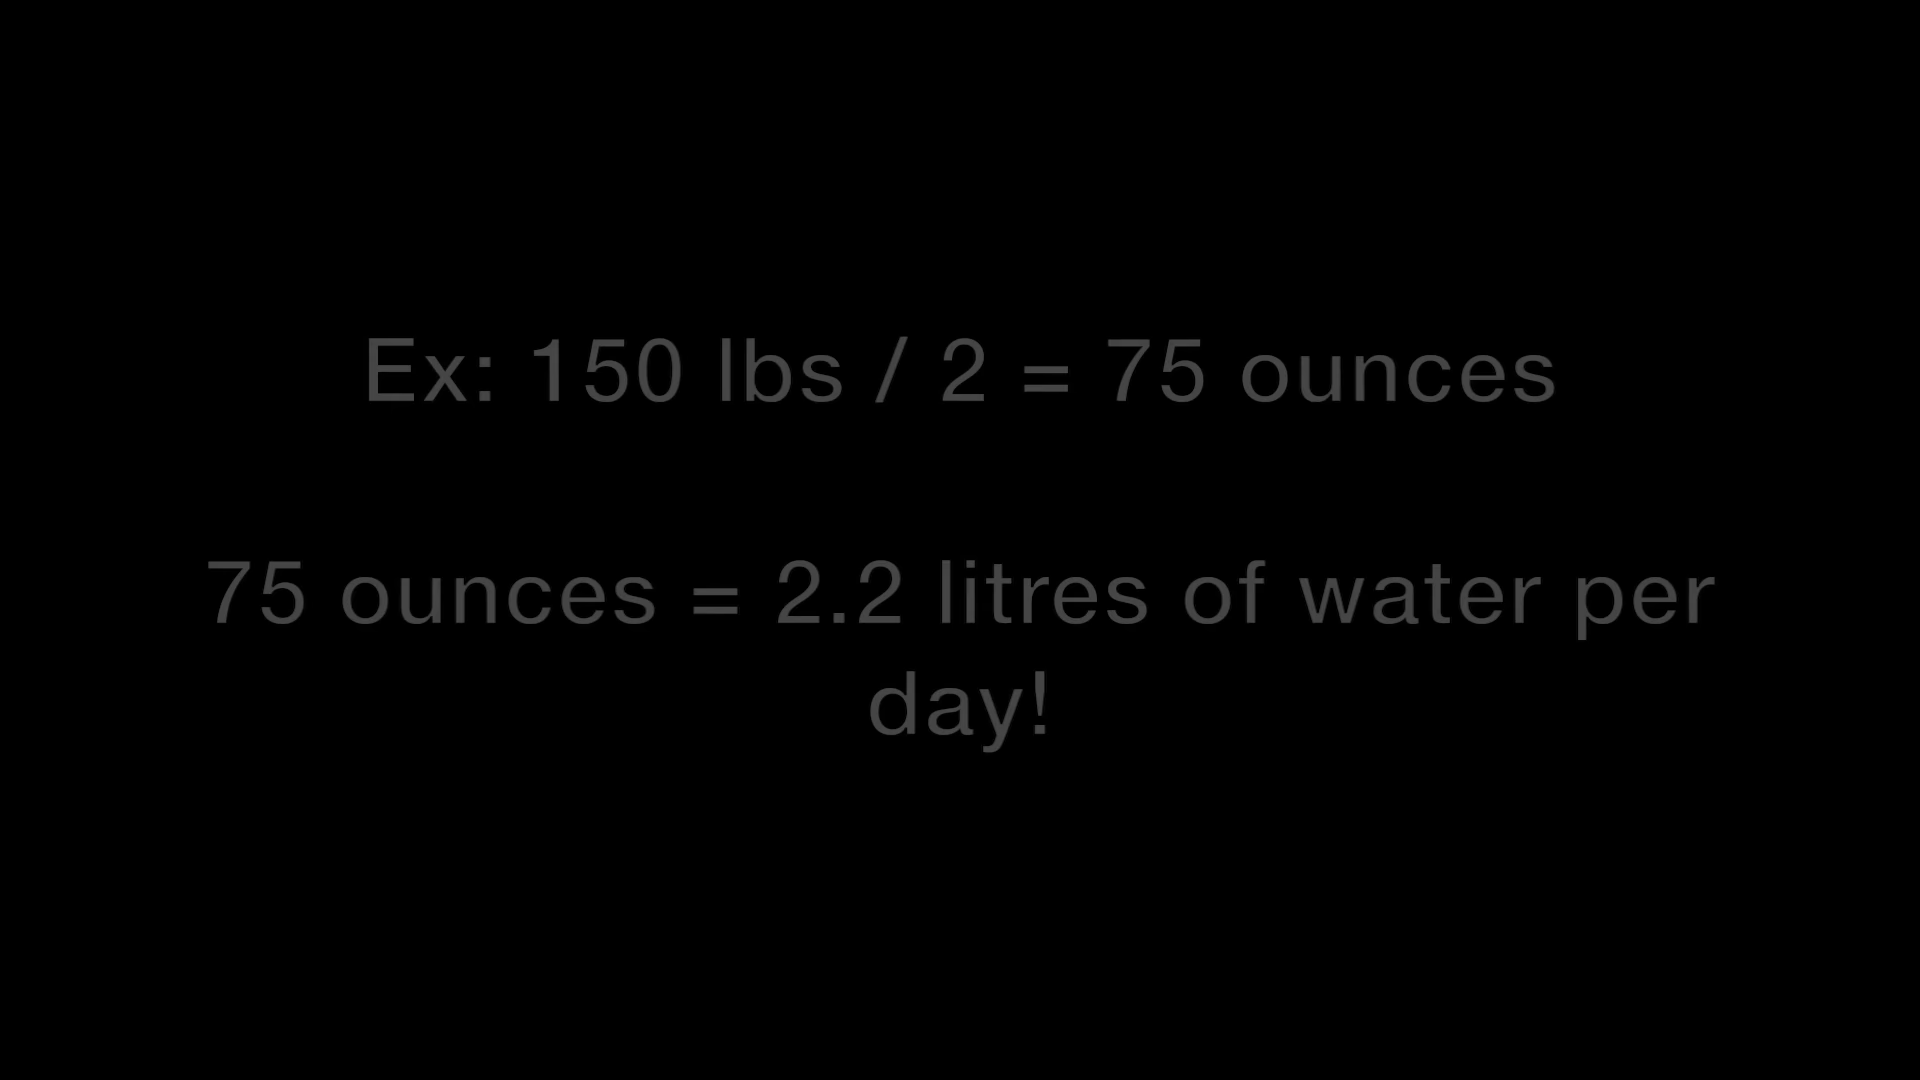 Ex: 150 lbs / 2 = 75 ounces
75 ounces = 2.2 litres of water per
day!